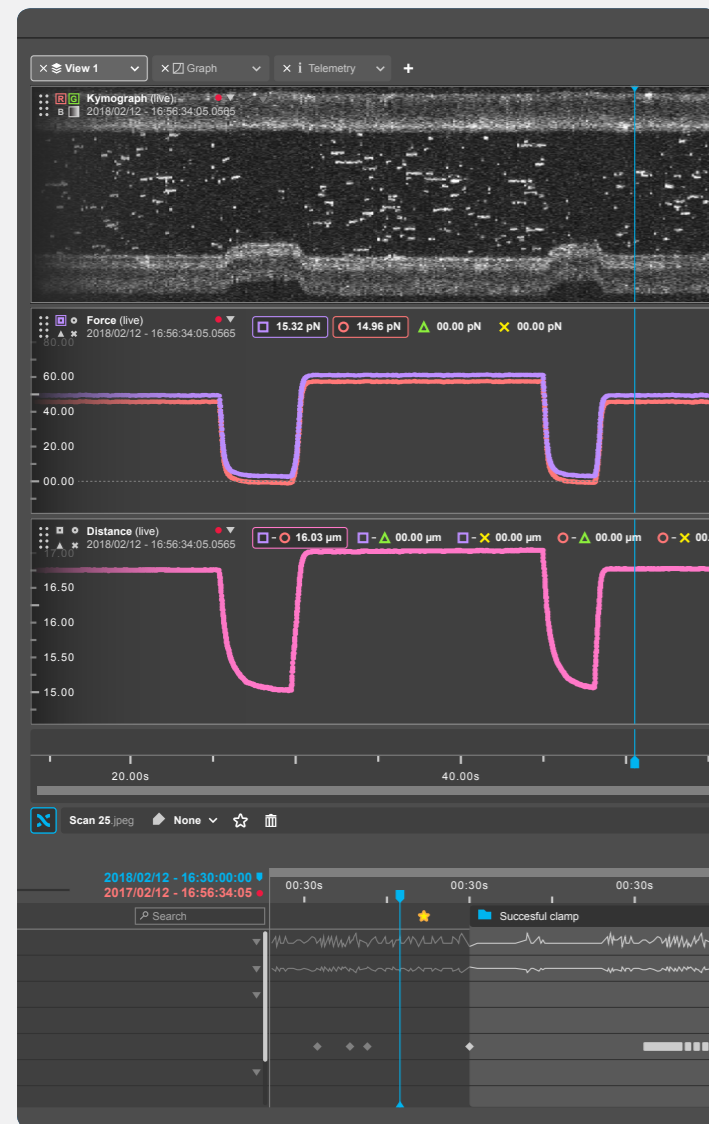 View 1 Graph i Telemetry +
R G Kymograph (live)
B 2018/02/12 - 16:56:34:05.0565
Force (live) 15.32 pN 14.96 pN 00.00 pN 00.00 pN
2018/02/12 - 16:56:34:05.0565
80.00
60.00
40.00
20.00
00.00
Distance (live) 16.03 µm 00.00 µm 00.00 µm 00.00 µm 00.
2018/02/12 - 16:56:34:05.0565
17.00
16.50
16.00
15.50
15.00
20.00s 40.00s
Scan 25.jpeg None
2018/02/12 - 16:30:00:00
2017/02/12 - 16:56:34:05
00:30s 00:30s 00:30s
Search
Succesful clamp